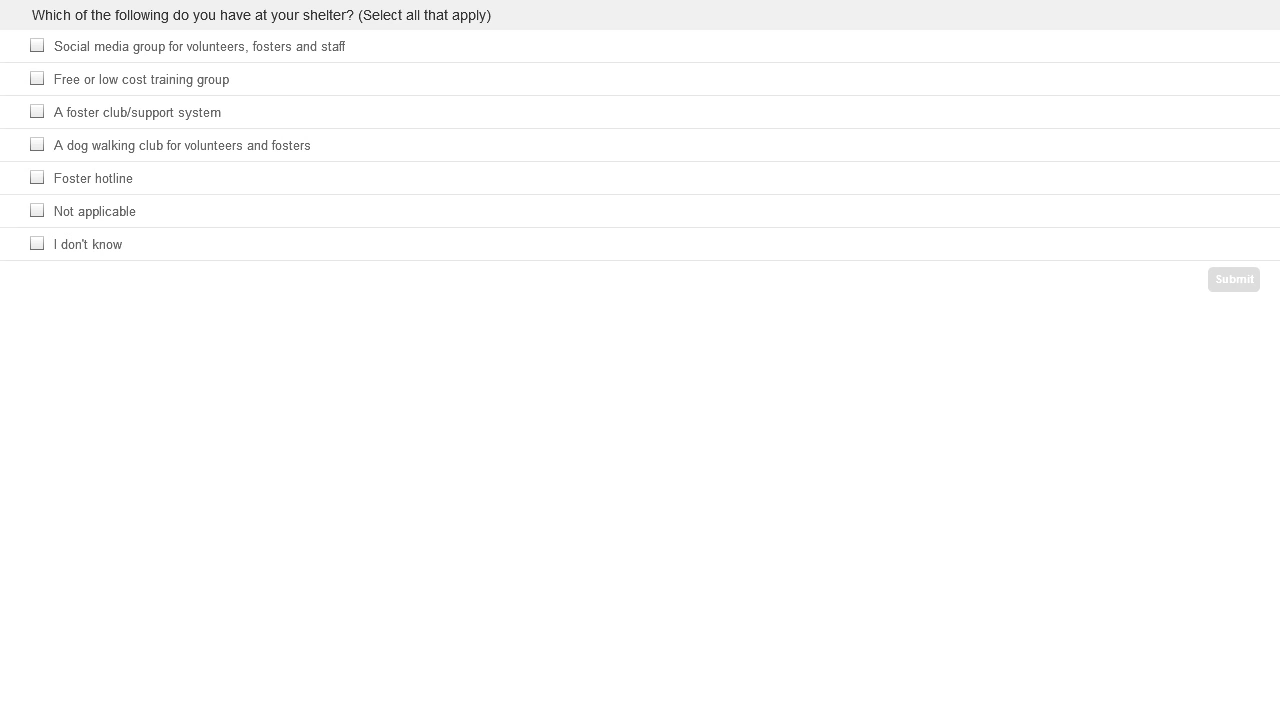 Which of the following do you have at your shelter? (Select all that apply)
Social media group for volunteers, fosters and staff
Free or low cost training group
A foster club/support system
A dog walking club for volunteers and fosters
Foster hotline
Not applicable
I don't know
Submit